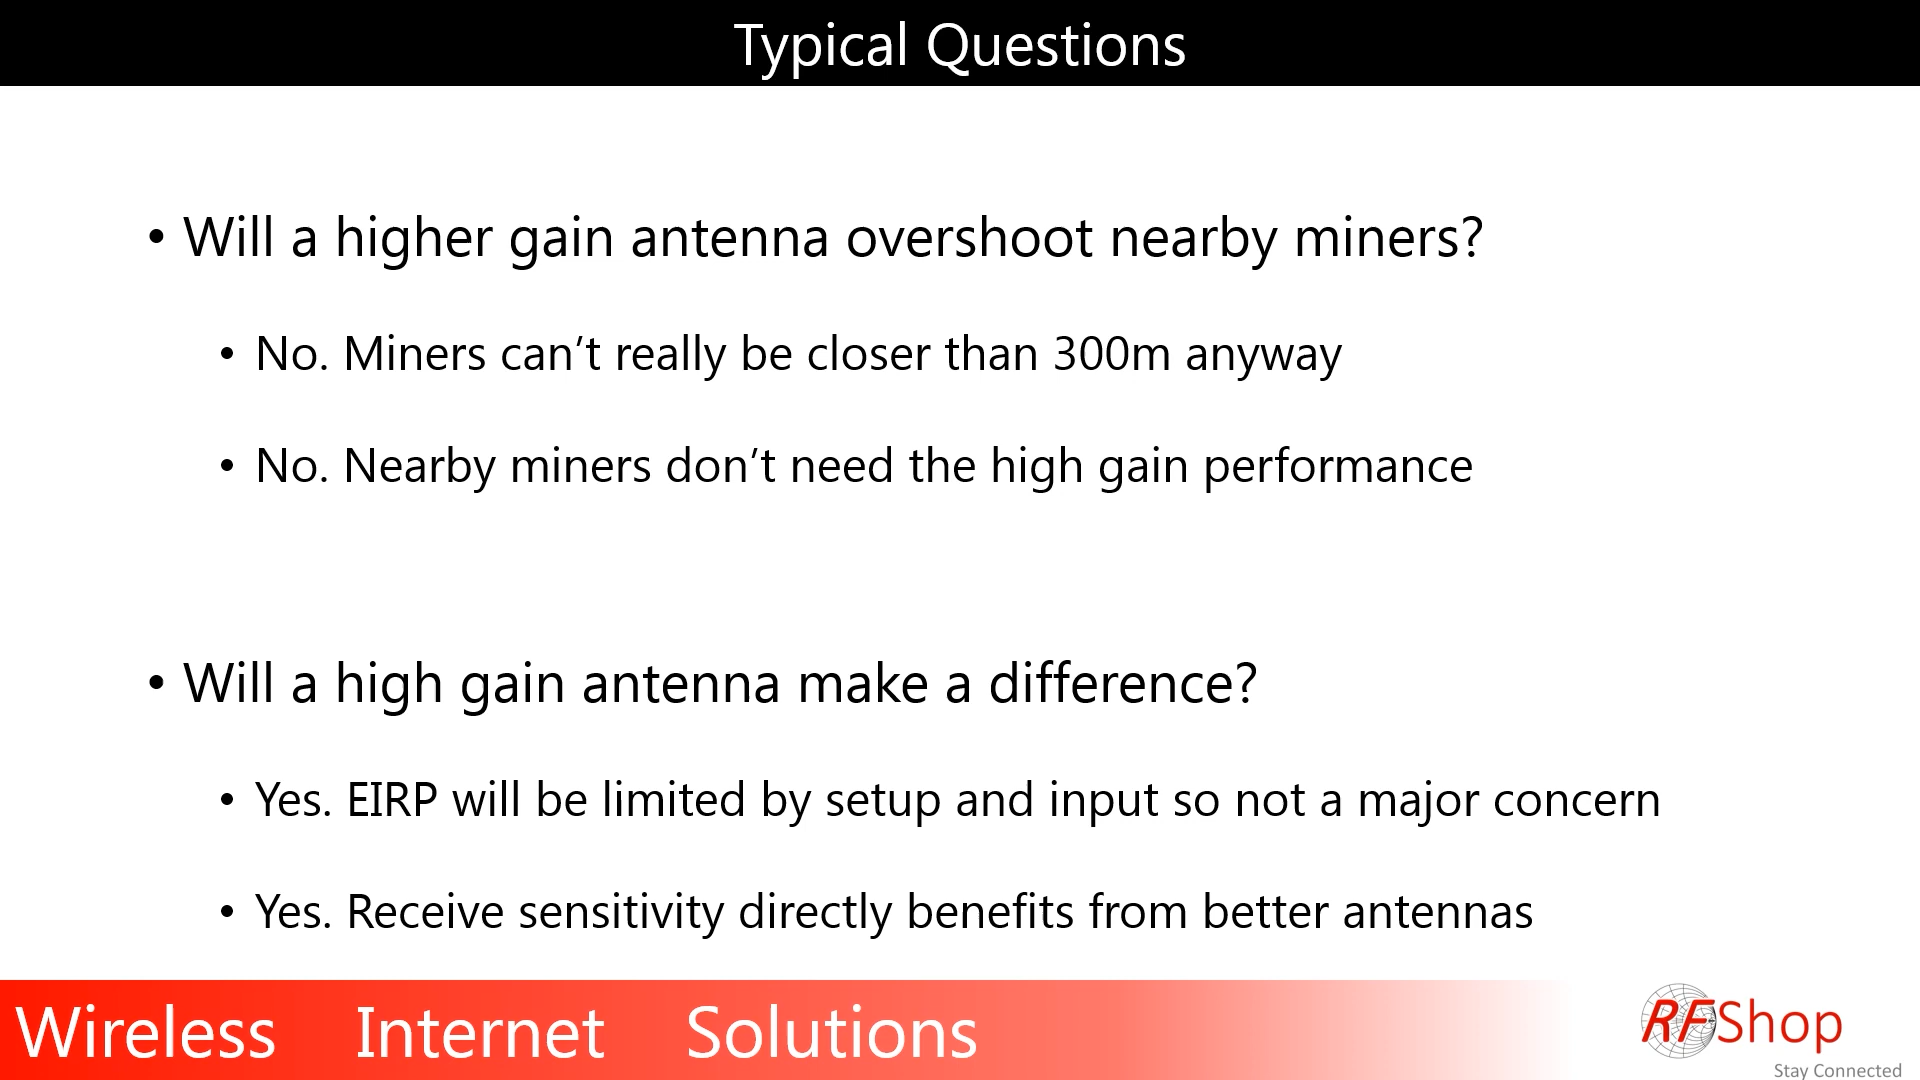 Typical Questions
• Will a higher gain antenna overshoot nearby miners?
• No. Miners can’t really be closer than 300m anyway
• No. Nearby miners don’t need the high gain performance
• Will a high gain antenna make a difference?
• Yes. EIRP will be limited by setup and input so not a major concern
• Yes. Receive sensitivity directly benefits from better antennas
Wireless Internet Solutions
RFShop
Stay Connected